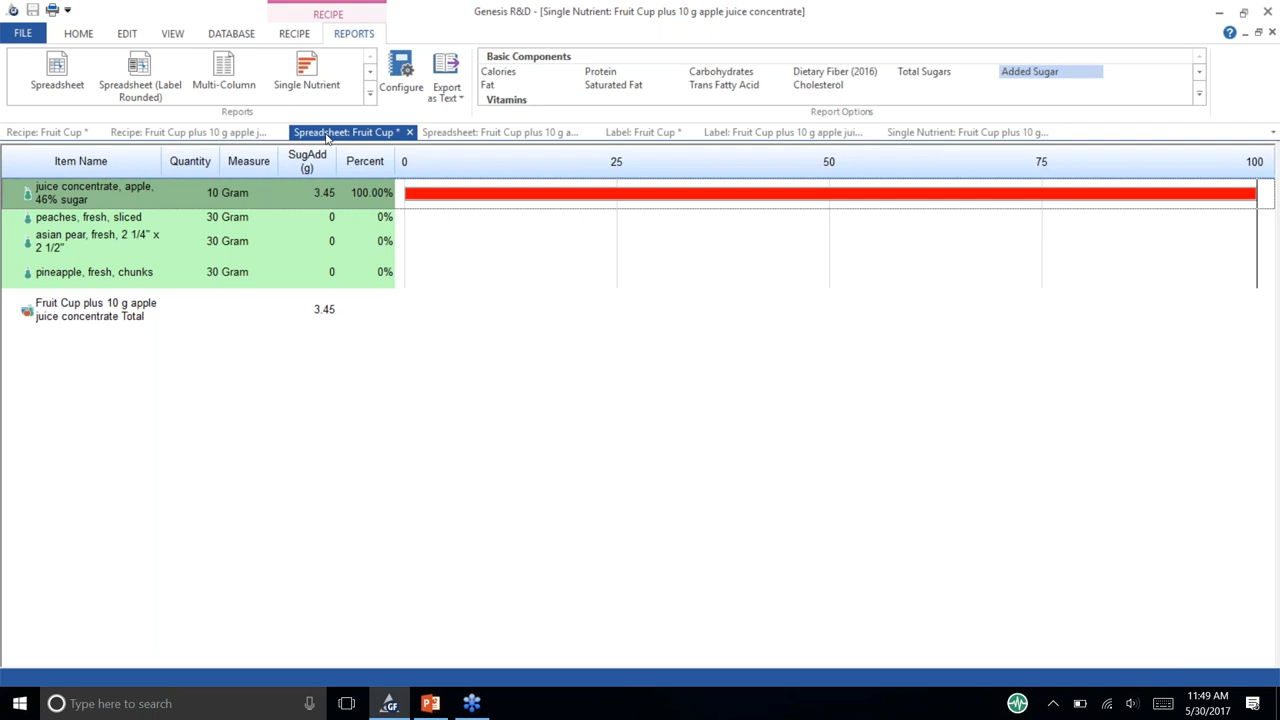 RECIPE
Genesis R&D - [Single Nutrient: Fruit Cup plus 10 g apple juice concentrate]
FILE HOME EDIT VIEW DATABASE RECIPE REPORTS
Spreadsheet
Spreadsheet (Label
Rounded)
Multi-Column
Single Nutrient
Reports
Configure
Export
as Text
Basic Components
Calories Protein Carbohydrates Dietary Fiber (2016) Total Sugars Added Sugar
Fat Saturated Fat Trans Fatty Acid Cholesterol
Vitamins
Report Options
Recipe: Fruit Cup * Recipe: Fruit Cup plus 10 g apple j... Spreadsheet: Fruit Cup * Spreadsheet: Fruit Cup plus 10 g a... Label: Fruit Cup * Label: Fruit Cup plus 10 g apple jui... Single Nutrient: Fruit Cup plus 10 g...
Item Name Quantity Measure SugAdd
(g) Percent 0 25 50 75 100
juice concentrate, apple,
46% sugar 10 Gram 3.45 100.00%
peaches, fresh, sliced 30 Gram 0 0%
asian pear, fresh, 2 1/4" x
2 1/2" 30 Gram 0 0%
pineapple, fresh, chunks 30 Gram 0 0%
Fruit Cup plus 10 g apple
juice concentrate Total 3.45
Type here to search
GF
11:49 AM
5/30/2017